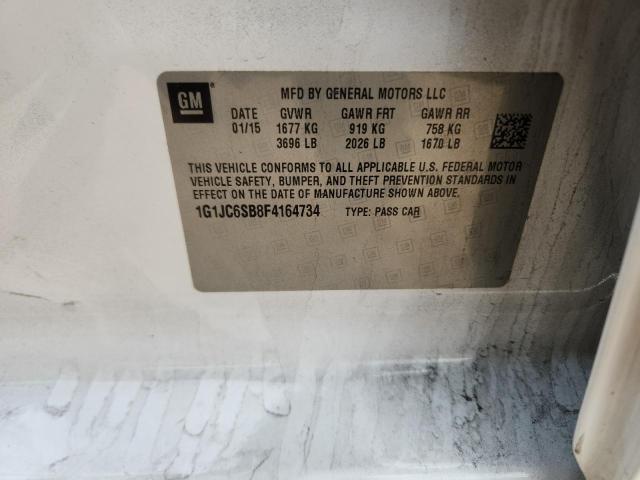 GM
MFD BY GENERAL MOTORS LLC
DATE GVWR GAWR FRT GAWR RR
01/15 1677 KG 919 KG 758 KG
3696 LB 2026 LB 1670 LB
THIS VEHICLE CONFORMS TO ALL APPLICABLE U.S. FEDERAL MOTOR
VEHICLE SAFETY, BUMPER, AND THEFT PREVENTION STANDARDS IN
EFFECT ON THE DATE OF MANUFACTURE SHOWN ABOVE.
1G1JC6SB8F4164734 TYPE: PASS CAR